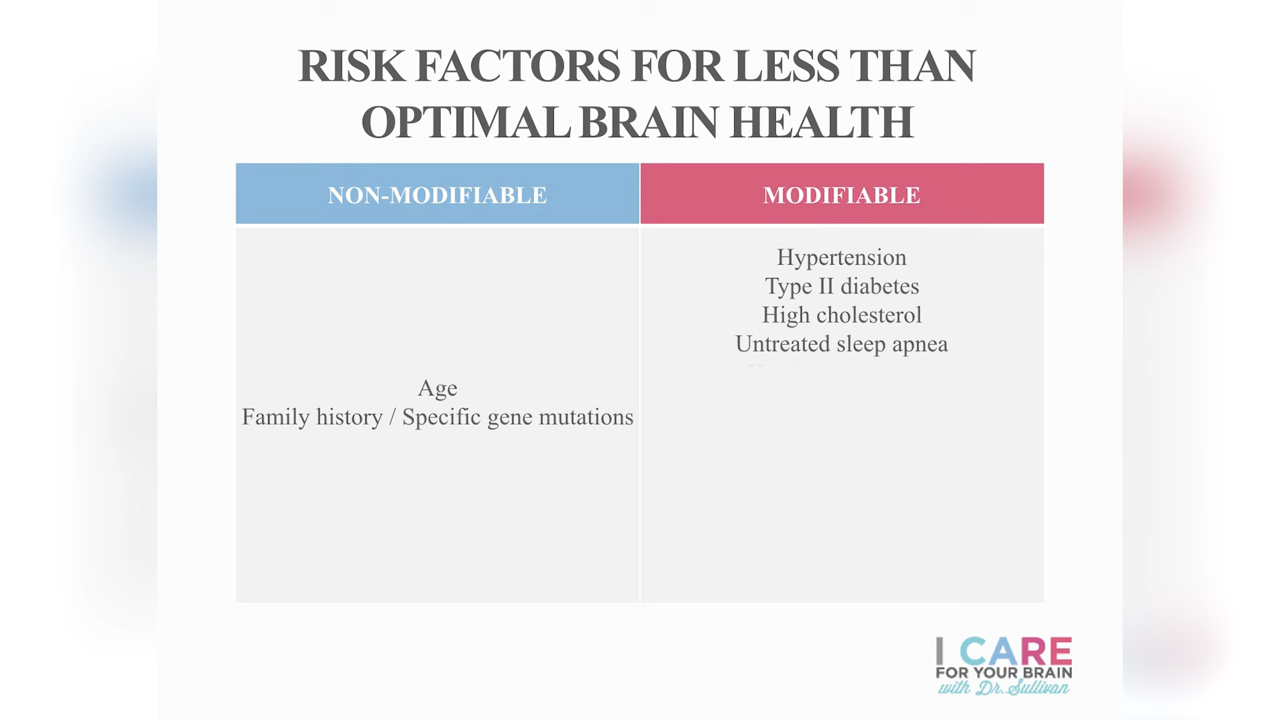 RISK FACTORS FOR LESS THAN
OPTIMAL BRAIN HEALTH
NON-MODIFIABLE
MODIFIABLE
Age
Family history / Specific gene mutations
Hypertension
Type II diabetes
High cholesterol
Untreated sleep apnea
I CARE
FOR YOUR BRAIN
with Dr. Sullivan